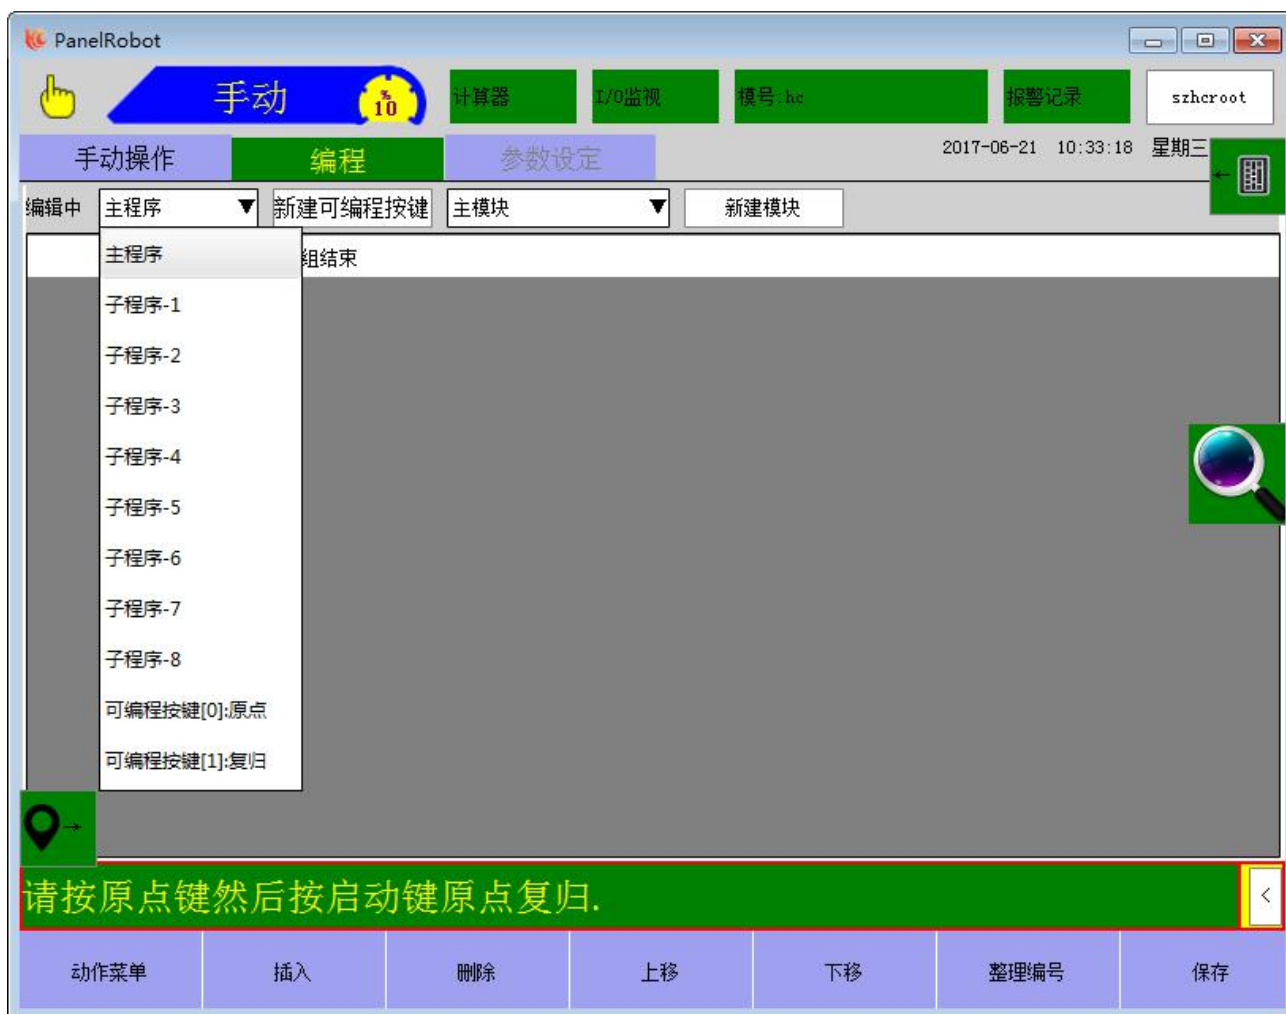 PanelRobot
手动 % 10 计算器 I/O监视 模号:hc 报警记录 szhcroot
手动操作 编程 参数设定 2017-06-21 10:33:18 星期三
编辑中 主程序 新建可编程按键 主模块 新建模块
主程序 组结束
子程序-1
子程序-2
子程序-3
子程序-4
子程序-5
子程序-6
子程序-7
子程序-8
可编程按键[0]:原点
可编程按键[1]:复归
请按原点键然后按启动键原点复归. <
动作菜单 插入 删除 上移 下移 整理编号 保存